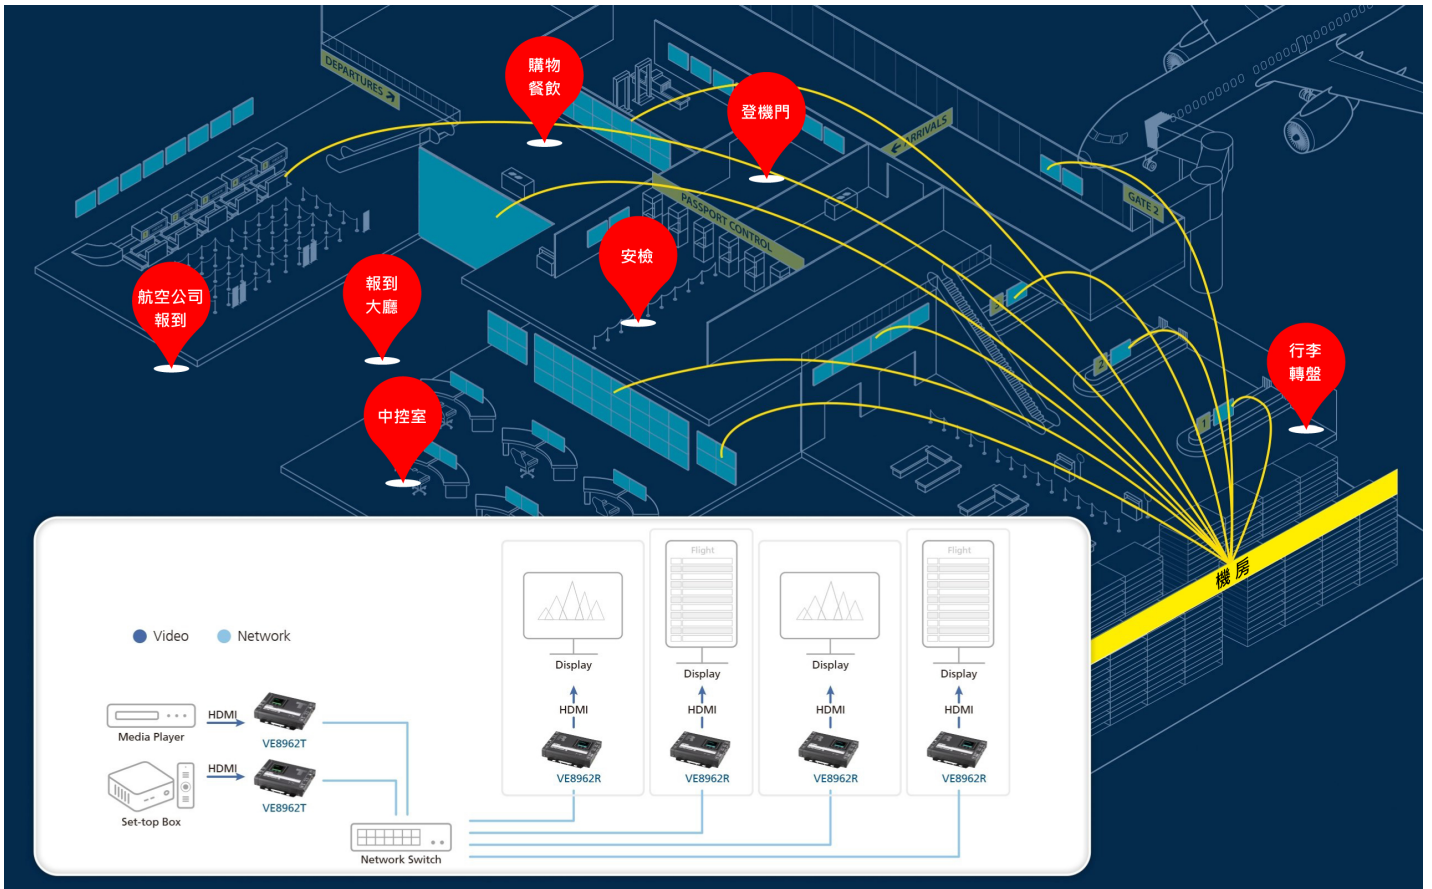 DEPARTURES
購物
餐飲
登機門
ARRIVALS
GATE 2
PASSPORT CONTROL
安檢
航空公司
報到
報到
大廳
中控室
2
1
行李
轉盤
機房
Video
Network
Flight
Flight
Display
Display
Display
Display
HDMI
HDMI
HDMI
HDMI
VE8962R
VE8962R
VE8962R
VE8962R
HDMI
Media Player
VE8962T
HDMI
Set-top Box
VE8962T
Network Switch